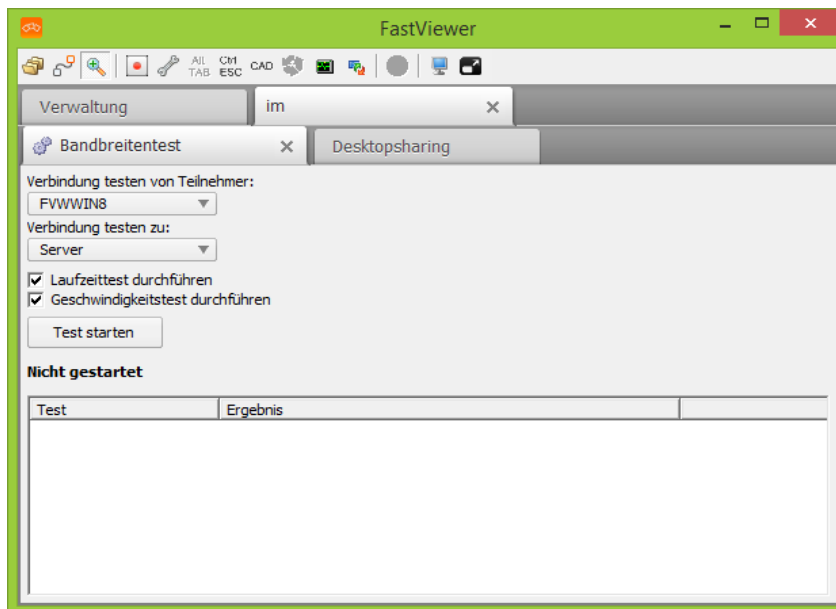 FastViewer
Alt TAB Ctrl ESC CAD
Verwaltung im
Bandbreitentest Desktopsharing
Verbindung testen von Teilnehmer:
FVWWIN8
Verbindung testen zu:
Server
Laufzeittest durchführen
Geschwindigkeitstest durchführen
Test starten
Nicht gestartet
Test Ergebnis